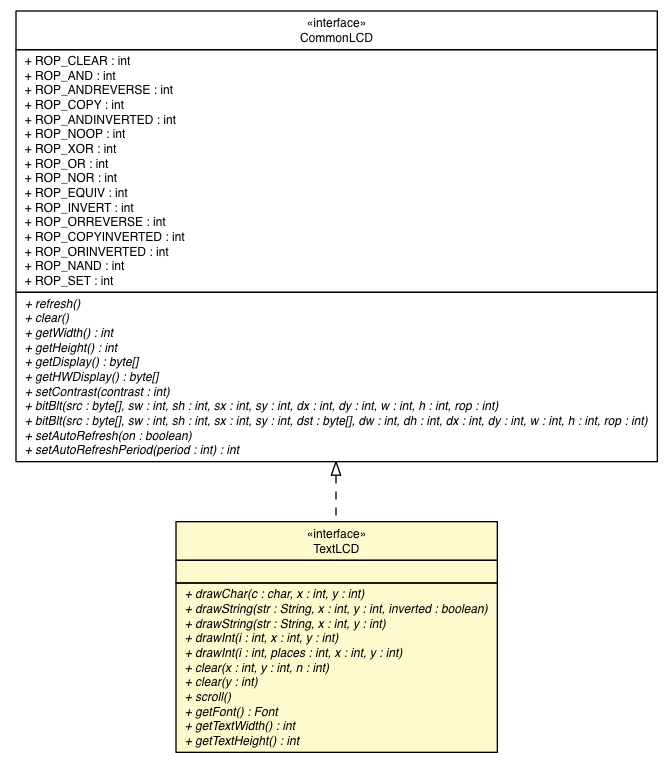 «interface»
CommonLCD
+ ROP_CLEAR : int
+ ROP_AND : int
+ ROP_ANDREVERSE : int
+ ROP_COPY : int
+ ROP_ANDINVERTED : int
+ ROP_NOOP : int
+ ROP_XOR : int
+ ROP_OR : int
+ ROP_NOR : int
+ ROP_EQUIV : int
+ ROP_INVERT : int
+ ROP_ORREVERSE : int
+ ROP_COPYINVERTED : int
+ ROP_ORINVERTED : int
+ ROP_NAND : int
+ ROP_SET : int
+ refresh()
+ clear()
+ getWidth() : int
+ getHeight() : int
+ getDisplay() : byte[]
+ getHWDisplay() : byte[]
+ setContrast(contrast : int)
+ bitBlt(src : byte[], sw : int, sh : int, sx : int, sy : int, dx : int, dy : int, w : int, h : int, rop : int)
+ bitBlt(src : byte[], sw : int, sh : int, sx : int, sy : int, dst : byte[], dw : int, dh : int, dx : int, dy : int, w : int, h : int, rop : int)
+ setAutoRefresh(on : boolean)
+ setAutoRefreshPeriod(period : int) : int
«interface»
TextLCD
+ drawChar(c : char, x : int, y : int)
+ drawString(str : String, x : int, y : int, inverted : boolean)
+ drawString(str : String, x : int, y : int)
+ drawInt(i : int, x : int, y : int)
+ drawInt(i : int, places : int, x : int, y : int)
+ clear(x : int, y : int, n : int)
+ clear(y : int)
+ scroll()
+ getFont() : Font
+ getTextWidth() : int
+ getTextHeight() : int